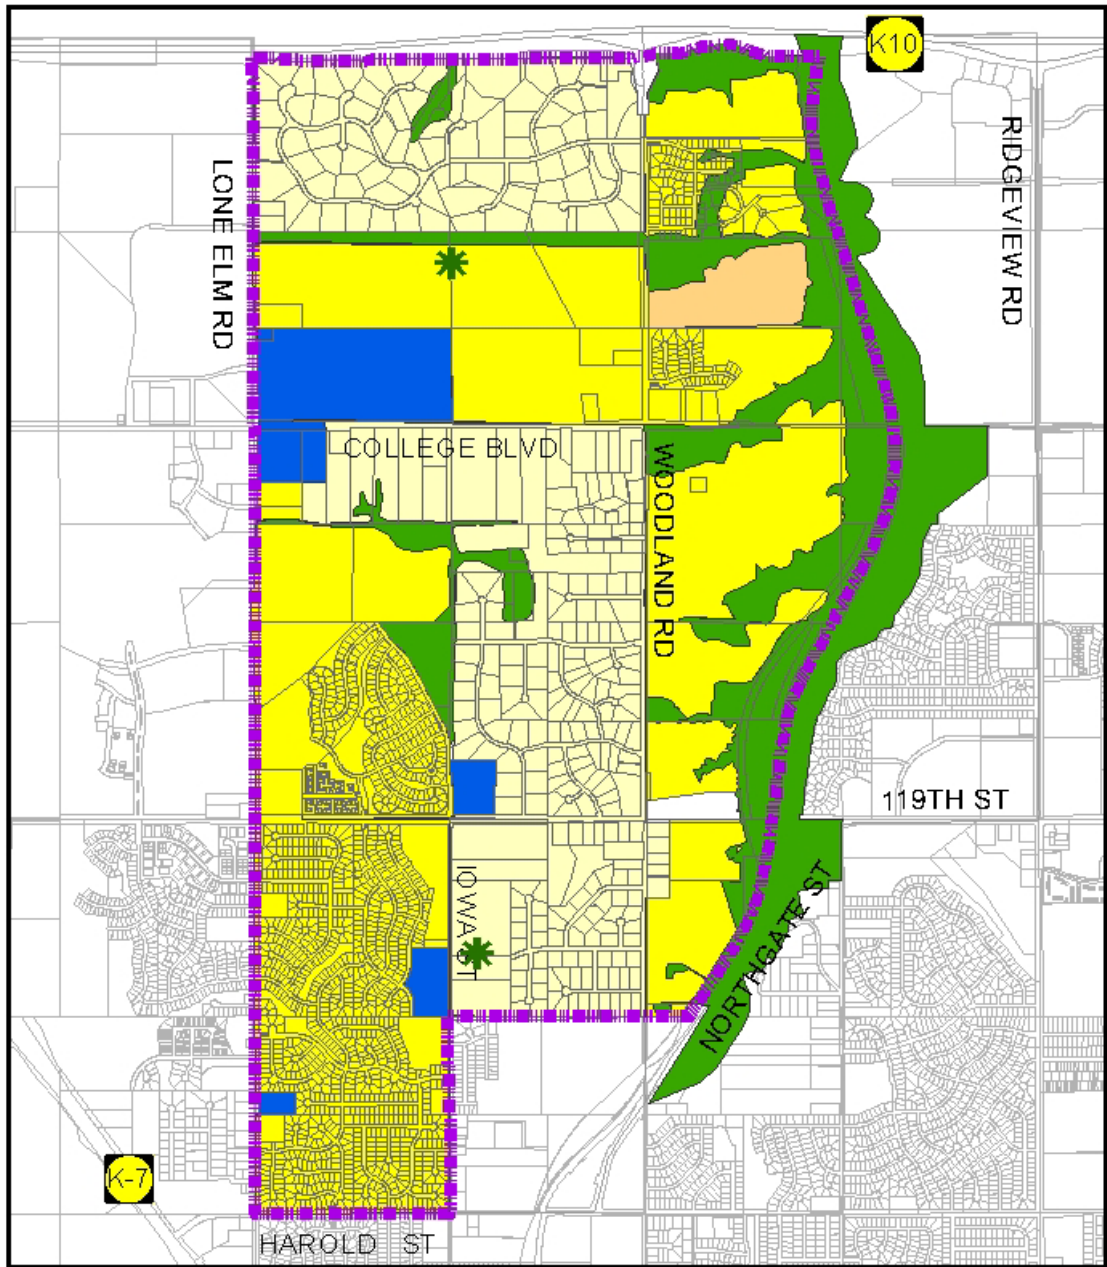 K10
RIDGEVIEW RD
LONE ELM RD
COLLEGE BLVD
WOODLAND RD
119TH ST
IOWA ST
NORTHGATE ST
K-7
HAROLD ST